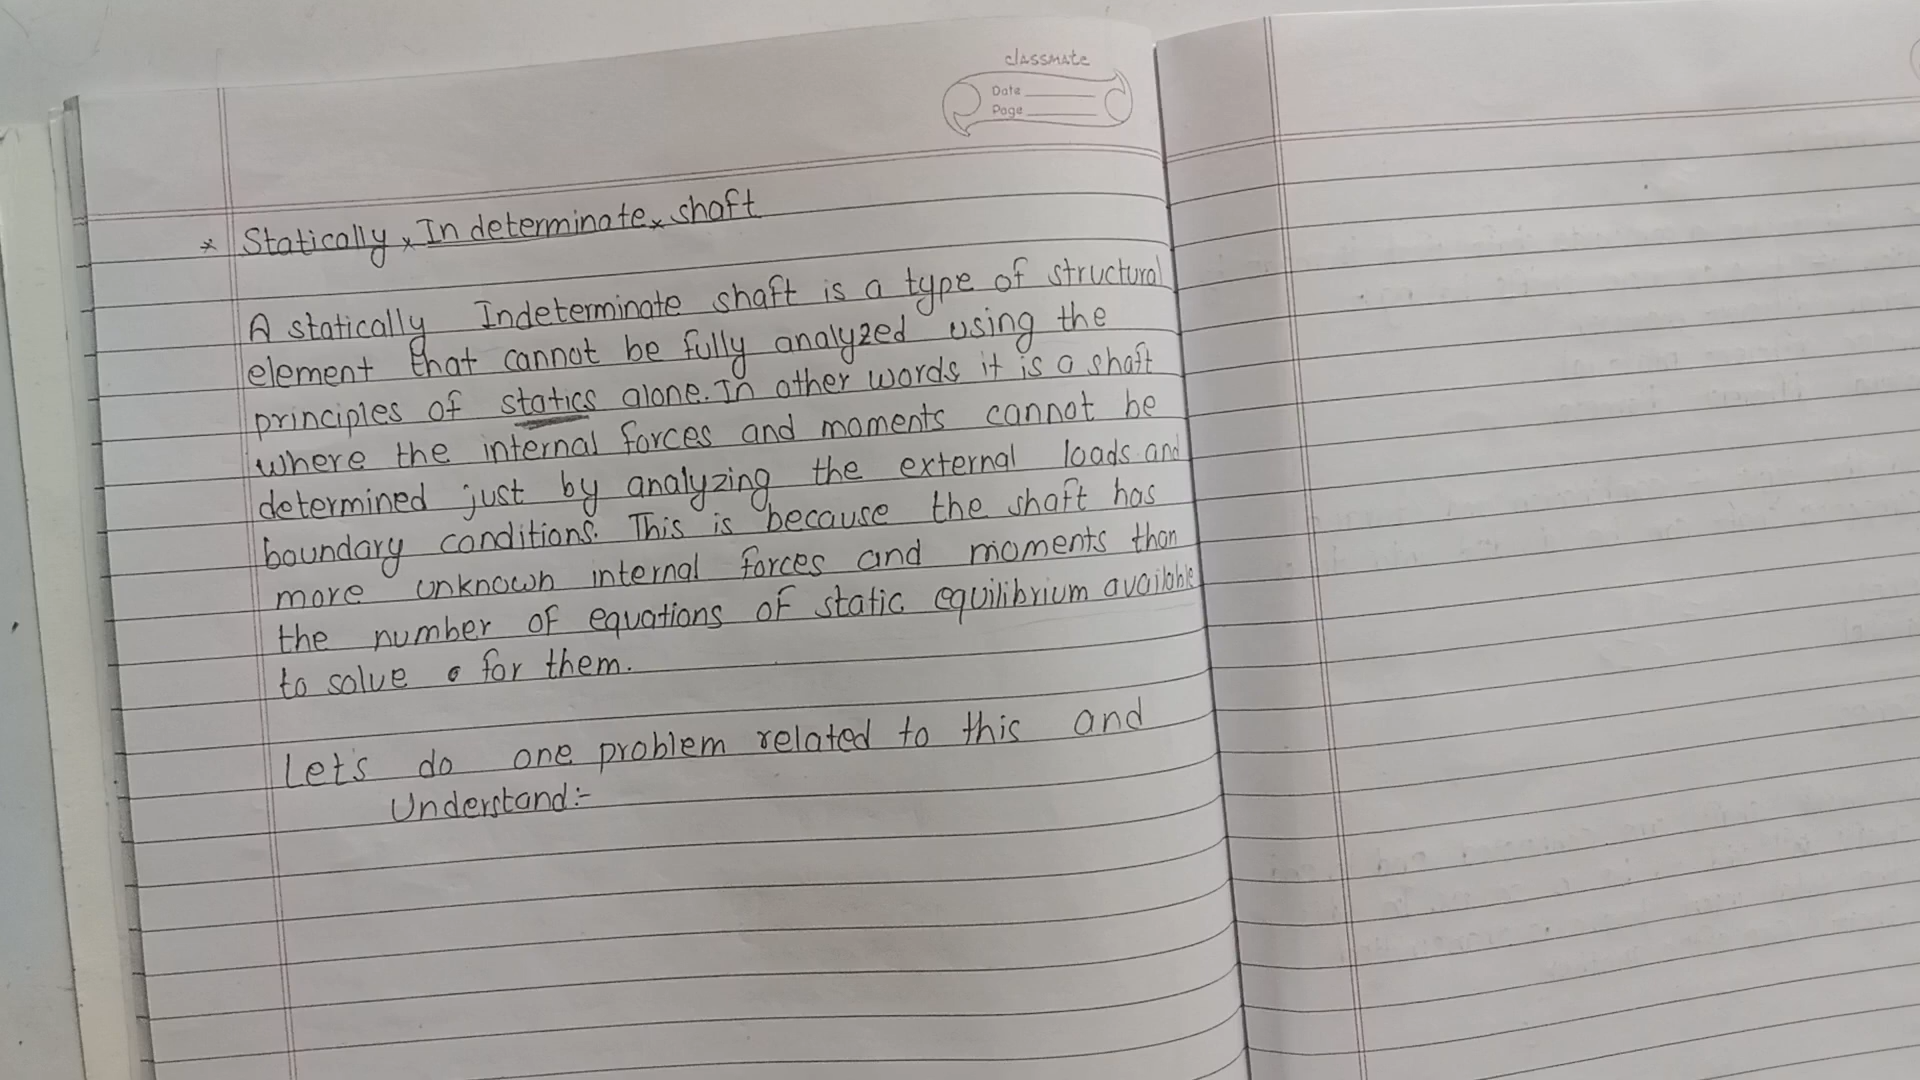 classmate
Date
Page
* Statically x In determinate x shaft
A statically Indeterminate shaft is a type of structural
element that cannot be fully analyzed using the
principles of statics alone. In other words it is a shaft
where the internal forces and moments cannot be
determined just by analyzing the external loads and
boundary conditions. This is because the shaft has
more unknown internal forces and moments than
the number of equations of static equilibrium available
to solve for them.
Let's do one problem related to this and
Understand:-